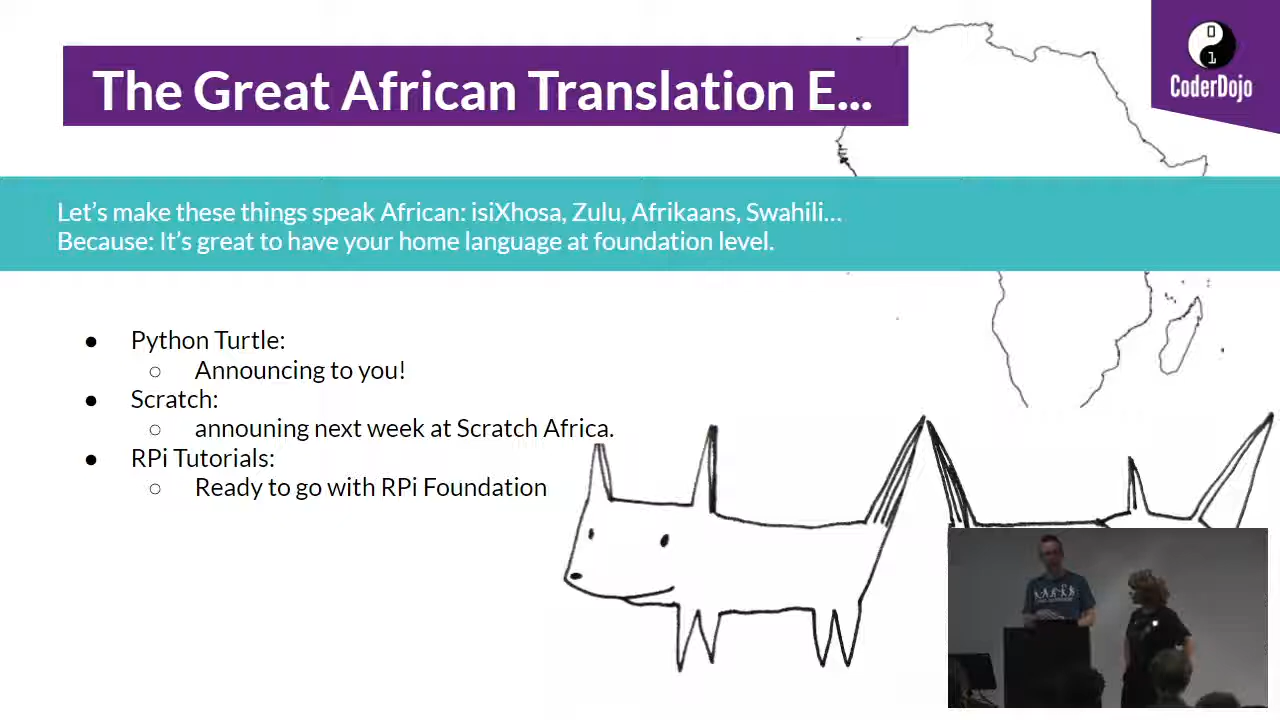 The Great African Translation E...
0
1
CoderDojo
Let's make these things speak African: isiXhosa, Zulu, Afrikaans, Swahili...
Because: It's great to have your home language at foundation level.
● Python Turtle:
○ Announcing to you!
● Scratch:
○ announing next week at Scratch Africa.
● RPi Tutorials:
○ Ready to go with RPi Foundation